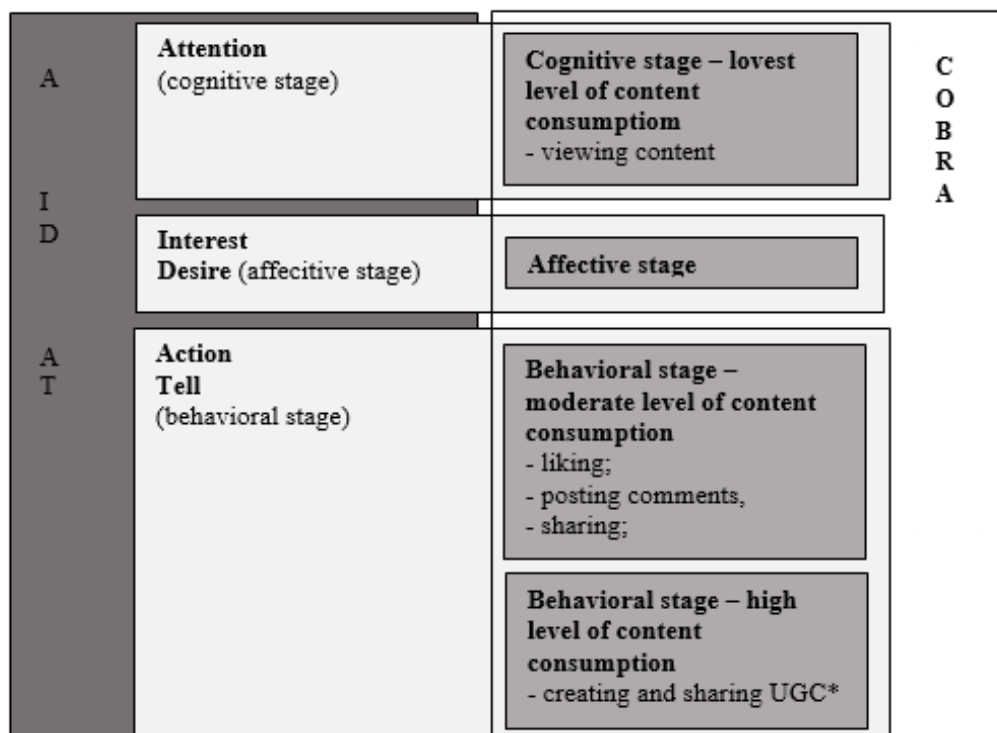 A
I
D
A
T
Attention
(cognitive stage)
Cognitive stage – lovest
level of content
consumptiom
- viewing content
Interest
Desire (affecitive stage)
Affective stage
Action
Tell
(behavioral stage)
Behavioral stage –
moderate level of content
consumption
- liking;
- posting comments,
- sharing;
Behavioral stage – high
level of content
consumption
- creating and sharing UGC*
C
O
B
R
A